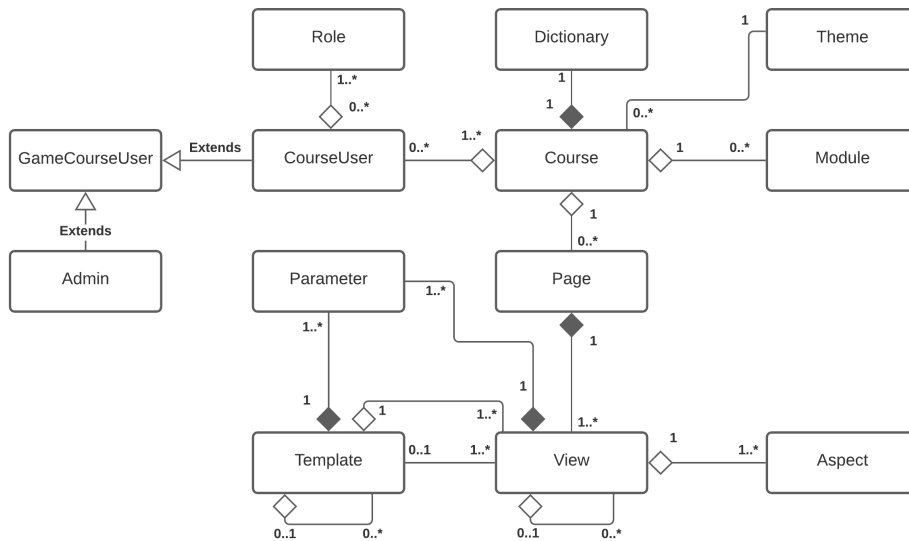 1
Role
Dictionary
Theme
1..*
1
0..*
1
0..*
Extends
0..*
1..*
1
0..*
GameCourseUser
CourseUser
Course
Module
1
Extends
0..*
Admin
Parameter
Page
1..*
1..*
1
1
1
1
1..*
1..*
1
0..1
1..*
1..*
Template
View
Aspect
0..1
0..*
0..1
0..*